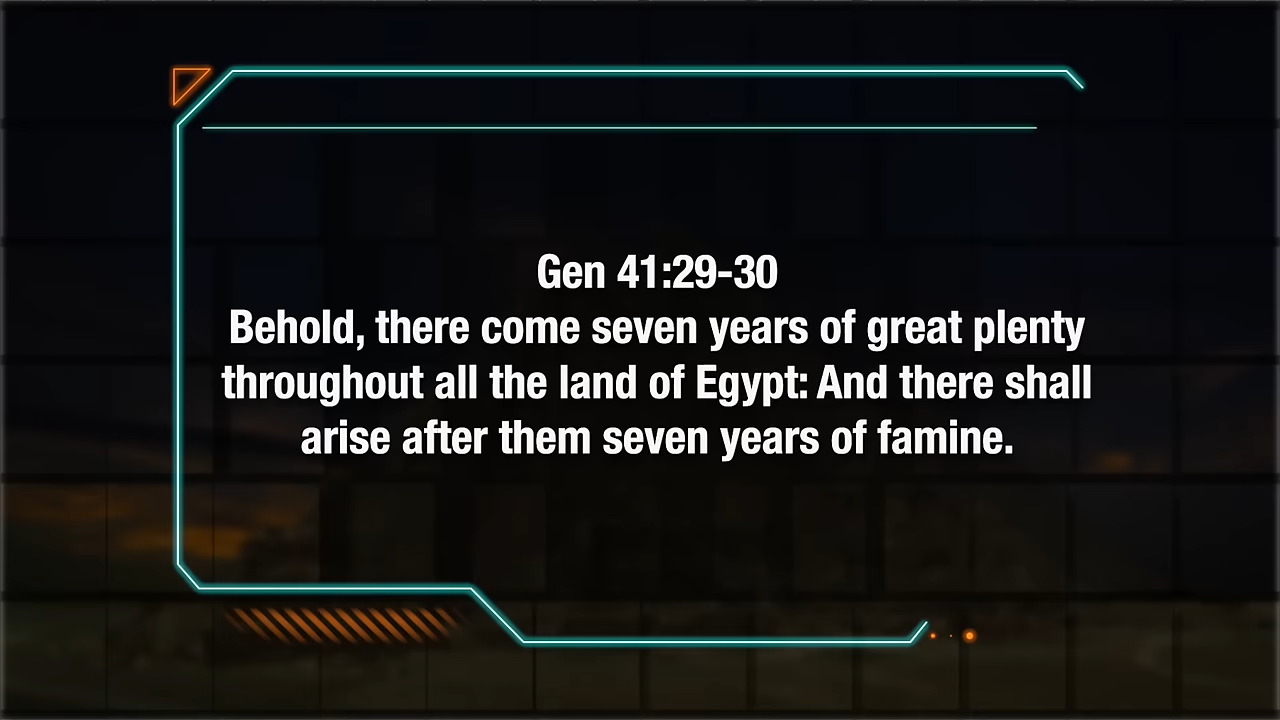 Gen 41:29-30
Behold, there come seven years of great plenty
throughout all the land of Egypt: And there shall
arise after them seven years of famine.